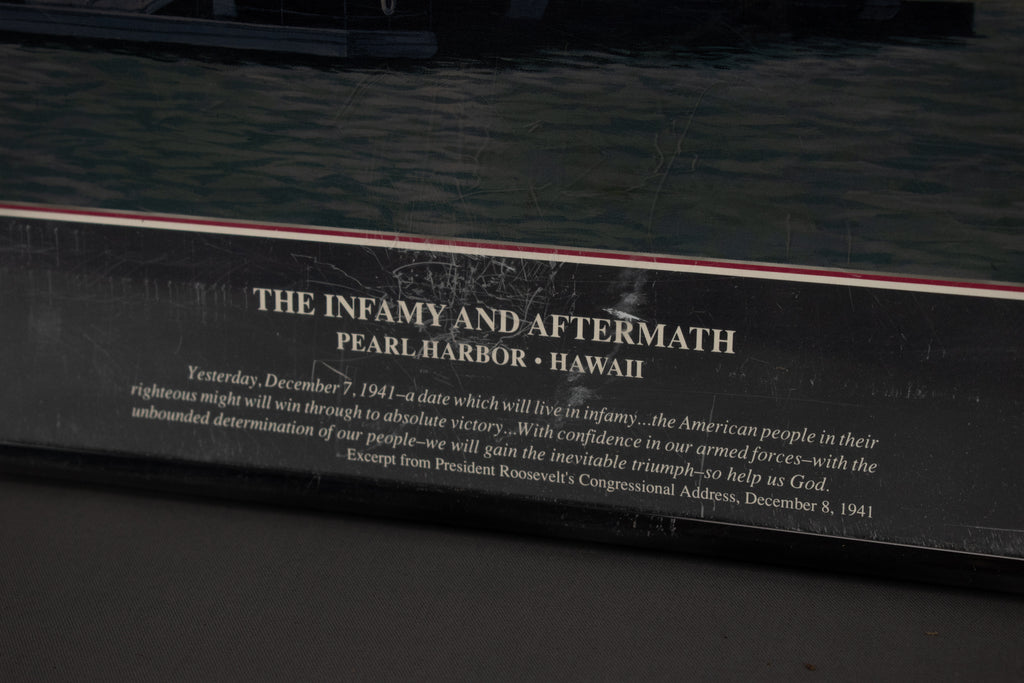 THE INFAMY AND AFTERMATH
PEARL HARBOR • HAWAII
Yesterday, December 7, 1941–a date which will live in infamy...the American people in their
righteous might will win through to absolute victory...With confidence in our armed forces–with the
unbounded determination of our people–we will gain the inevitable triumph–so help us God.
Excerpt from President Roosevelt's Congressional Address, December 8, 1941